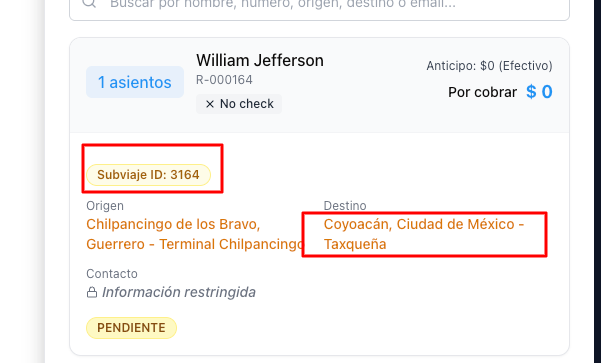 Buscar por nombre, número, origen, destino o email...
William Jefferson
Anticipo: $0 (Efectivo)
1 asientos
R-000164
Por cobrar $ 0
× No check
Subviaje ID: 3164
Origen
Destino
Chilpancingo de los Bravo,
Coyoacán, Ciudad de México -
Guerrero - Terminal Chilpancingo
Taxqueña
Contacto
Información restringida
PENDIENTE